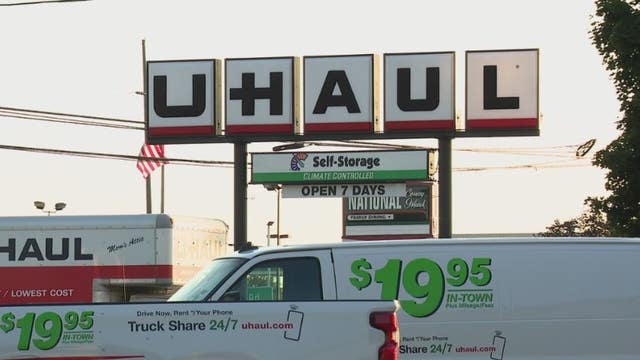 UHAUL
Self-Storage
CLIMATE CONTROLLED
OPEN 7 DAYS
NATIONAL
FAMILY DINING
HAUL
Mom's Attic
/ LOWEST COST
$19.95
IN-TOWN
Plus Mileage/Fees
$19.95
IN-TOWN
Drive Now, Rent Your Phone
Truck Share 24/7 uhaul.com
Rent Your Phone
Truck Share 24/7 uhaul.com